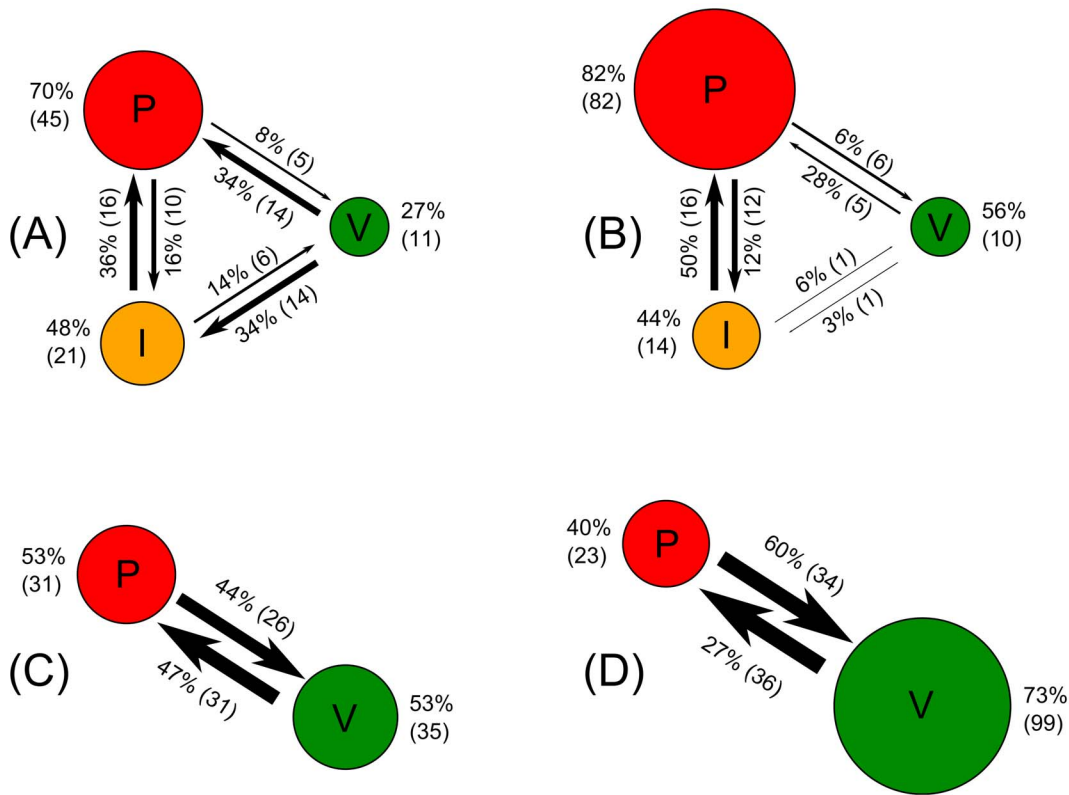 (A)
70%
(45)
P
8% (5)
34% (14)
V
27%
(11)
36% (16)
16% (10)
14% (6)
34% (14)
48%
(21)
I
(B)
82%
(82)
P
6% (6)
28% (5)
V
56%
(10)
50% (16)
12% (12)
6% (1)
3% (1)
44%
(14)
I
(C)
53%
(31)
P
44% (26)
47% (31)
V
53%
(35)
(D)
40%
(23)
P
60% (34)
27% (36)
V
73%
(99)